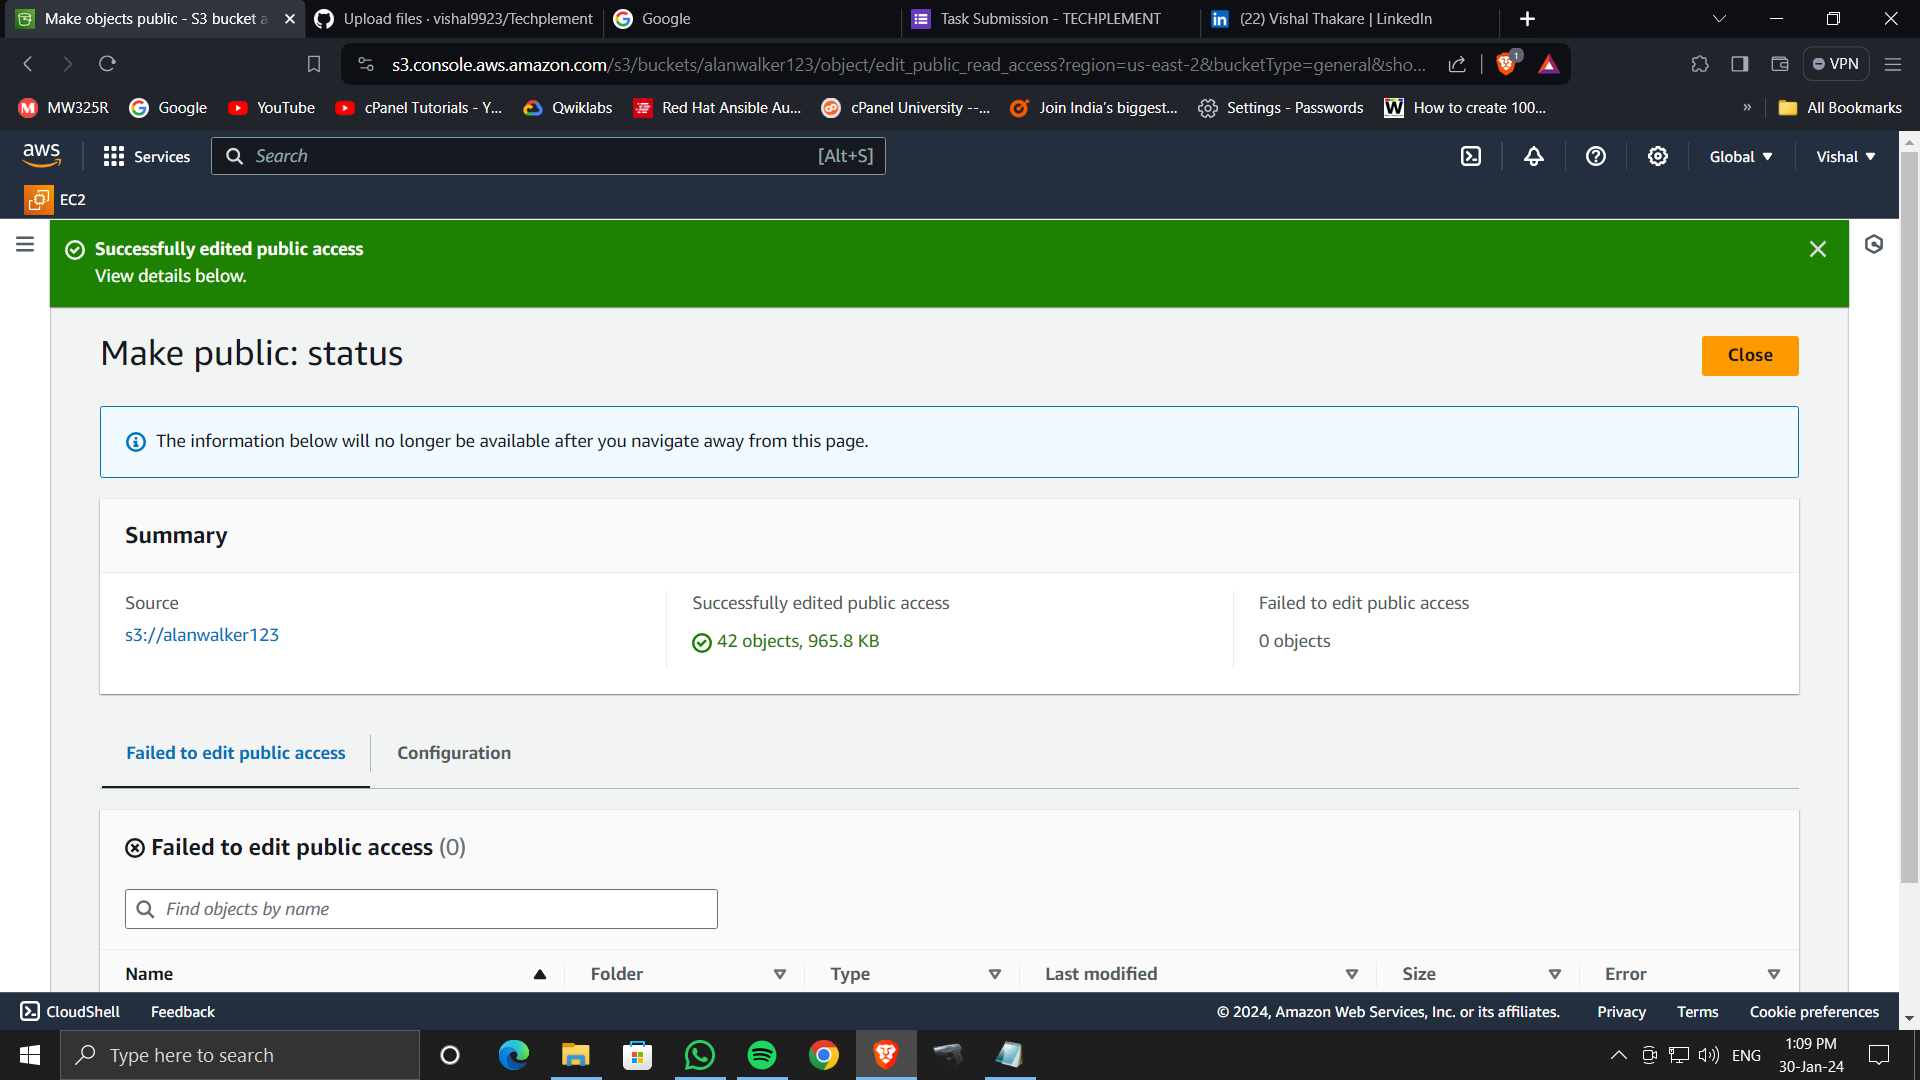 Make objects public - S3 bucket a
Upload files · vishal9923/Techplement
Google
Task Submission - TECHPLEMENT
(22) Vishal Thakare | LinkedIn
s3.console.aws.amazon.com/s3/buckets/alanwalker123/object/edit_public_read_access?region=us-east-2&bucketType=general&sho...
1
VPN
MW325R
Google
YouTube
cPanel Tutorials - Y...
Qwiklabs
Red Hat Ansible Au...
cPanel University --...
Join India's biggest...
Settings - Passwords
How to create 100...
»
All Bookmarks
aws
Services
Search
[Alt+S]
Global
Vishal
EC2
Successfully edited public access
View details below.
Make public: status
Close
The information below will no longer be available after you navigate away from this page.
Summary
Source
Successfully edited public access
Failed to edit public access
s3://alanwalker123
42 objects, 965.8 KB
0 objects
Failed to edit public access
Configuration
Failed to edit public access (0)
Find objects by name
Name
Folder
Type
Last modified
Size
Error
CloudShell
Feedback
© 2024, Amazon Web Services, Inc. or its affiliates.
Privacy
Terms
Cookie preferences
Type here to search
ENG
1:09 PM
30-Jan-24